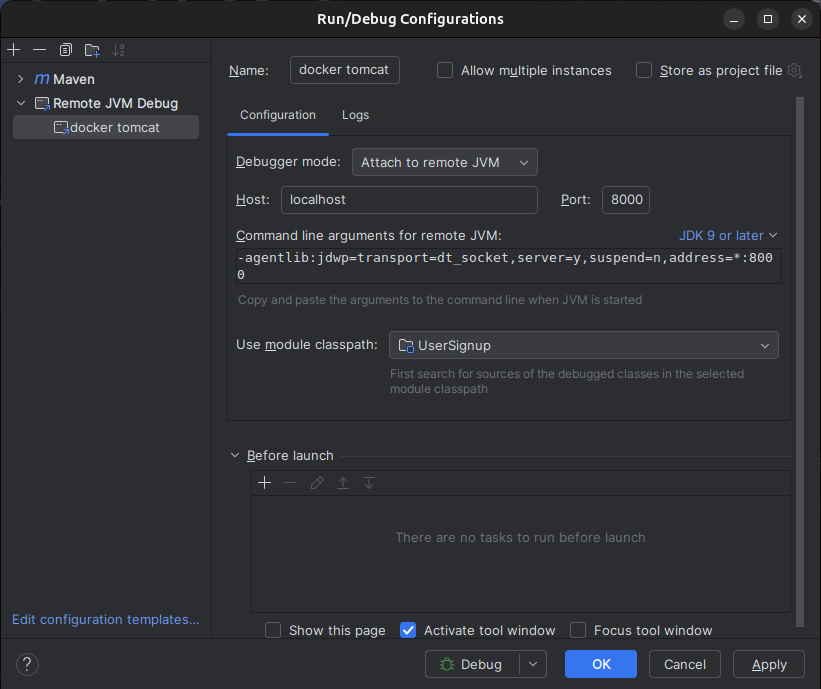 Run/Debug Configurations
Maven
Remote JVM Debug
docker tomcat
Edit configuration templates...
Name: docker tomcat Allow multiple instances Store as project file
Configuration Logs
Debugger mode: Attach to remote JVM
Host: localhost Port: 8000
Command line arguments for remote JVM: JDK 9 or later
-agentlib:jdwp=transport=dt_socket,server=y,suspend=n,address=*:800
0
Copy and paste the arguments to the command line when JVM is started
Use module classpath: UserSignup
First search for sources of the debugged classes in the selected
module classpath
Before launch
There are no tasks to run before launch
Show this page Activate tool window Focus tool window
? Debug OK Cancel Apply